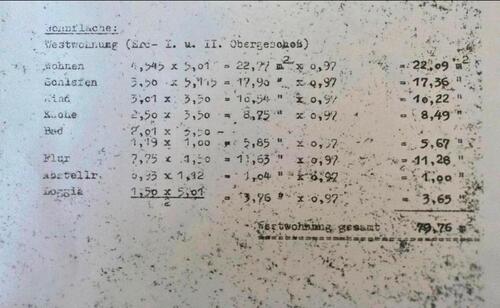 Wohnfläche:
Westwohnung (Erd- I. u. II. Obergeschoß)
Wohnen 4,545 x 5,01 = 22,77 m² x 0,97 = 22,09 m²
Schlafen 3,50 x 5,115 = 17,90 " x 0,97 = 17,36 "
Kind 3,01 x 3,50 = 10,54 " x 0,97 = 10,22 "
Küche 2,50 x 3,50 = 8,75 " x 0,97 = 8,49 "
Bad 2,01 x 5,50 -
1,19 x 1,00 = 5,85 " x 0,97 = 5,67 "
Flur 7,75 x 1,50 = 11,63 " x 0,97 = 11,28 "
Abstellr. 0,93 x 1,12 = 1,04 " x 0,97 = 1,00 "
Loggia 1,50 x 5,01 = 3,76 " x 0,97 = 3,65 "
2
Westwohnung gesamt 79,76 m